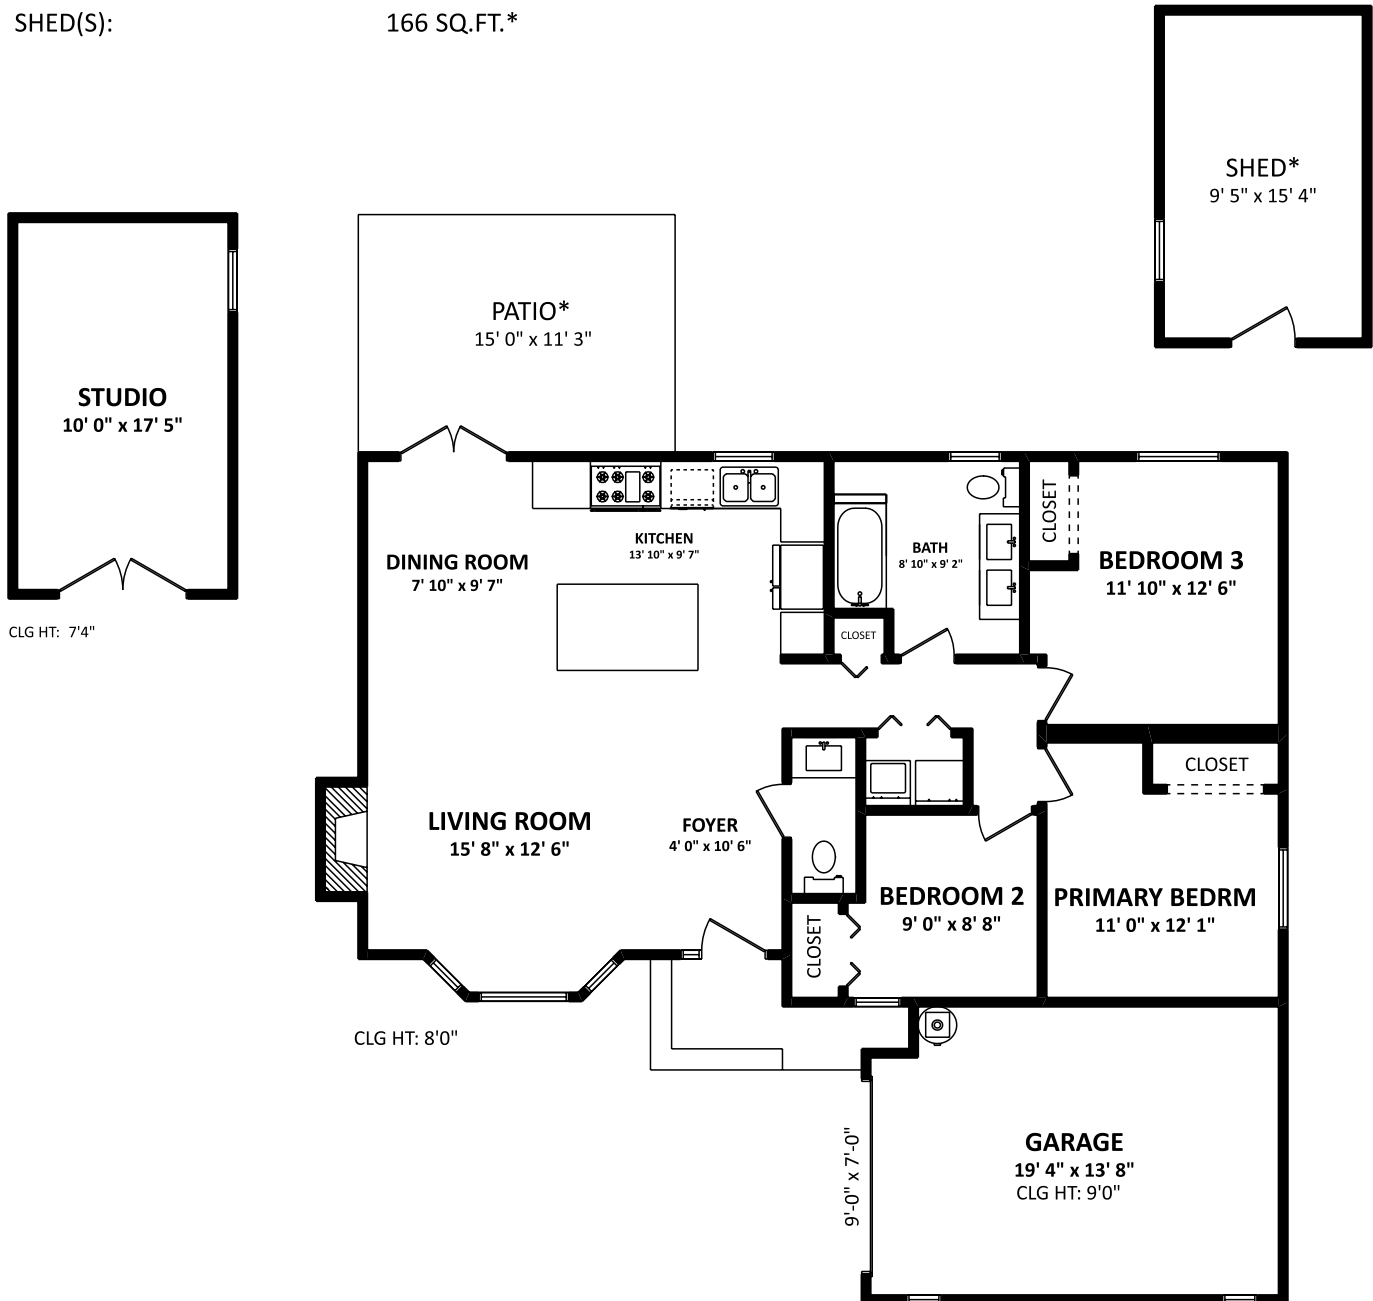 SHED(S): 166 SQ.FT.*
SHED*
9' 5" x 15' 4"
PATIO*
15' 0" x 11' 3"
STUDIO
10' 0" x 17' 5"
CLG HT: 7'4"
KITCHEN
13' 10" x 9' 7"
DINING ROOM
7' 10" x 9' 7"
BATH
8' 10" x 9' 2"
CLOSET
BEDROOM 3
11' 10" x 12' 6"
CLOSET
CLOSET
LIVING ROOM
15' 8" x 12' 6"
FOYER
4' 0" x 10' 6"
BEDROOM 2
9' 0" x 8' 8"
PRIMARY BEDRM
11' 0" x 12' 1"
CLOSET
CLG HT: 8'0"
GARAGE
19' 4" x 13' 8"
CLG HT: 9'0"
9'-0" x 7'-0"